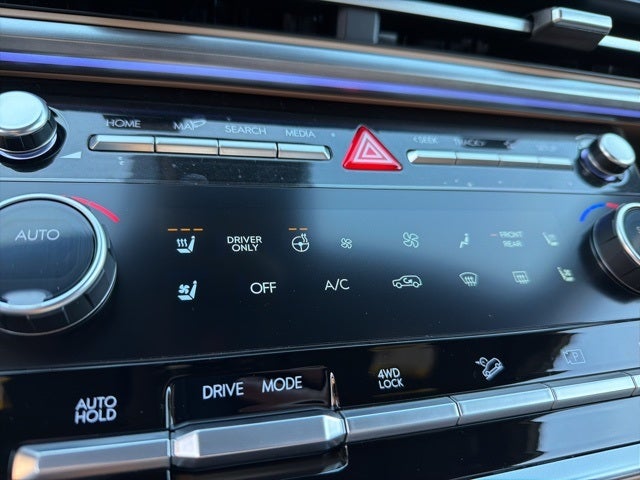 HOME MAP SEARCH MEDIA <SEEK
AUTO DRIVER ONLY FRONT REAR
OFF A/C
AUTO HOLD DRIVE MODE 4WD LOCK P